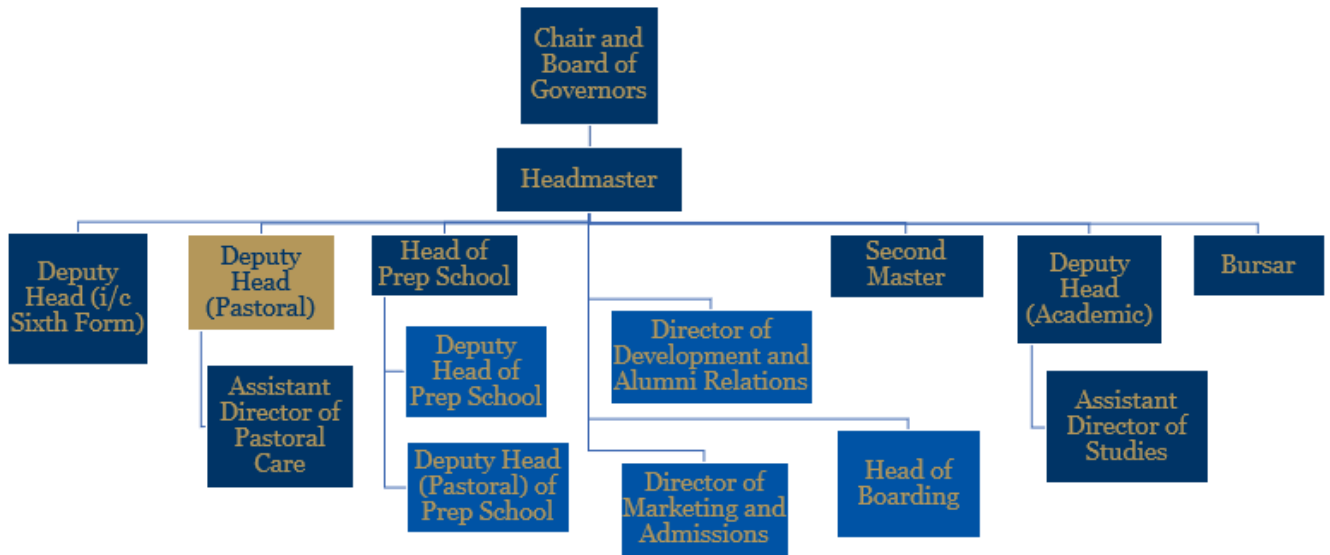 Chair and
Board of
Governors
Headmaster
Deputy
Head (i/c
Sixth Form)
Deputy
Head
(Pastoral)
Head of
Prep School
Second
Master
Deputy
Head
(Academic)
Bursar
Assistant
Director of
Pastoral
Care
Deputy
Head of
Prep School
Deputy Head
(Pastoral) of
Prep School
Director of
Development and
Alumni Relations
Director of
Marketing and
Admissions
Head of
Boarding
Assistant
Director of
Studies